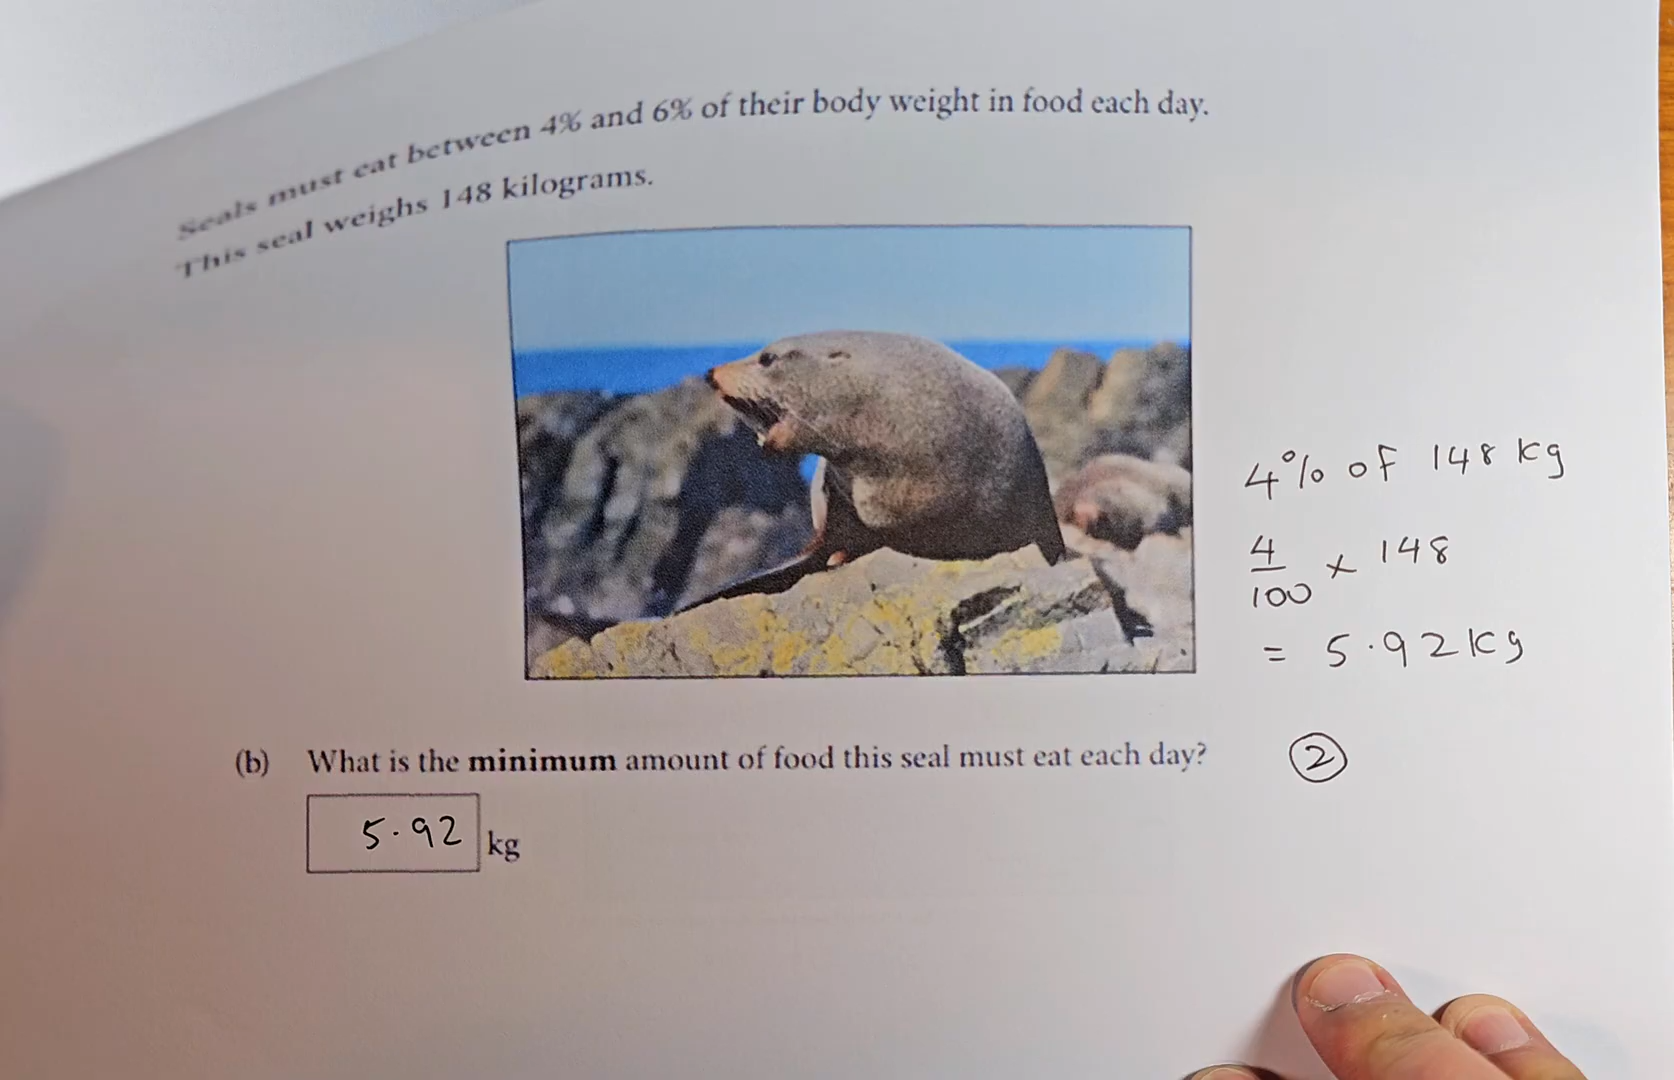 Seals must eat between 4% and 6% of their body weight in food each day.
This seal weighs 148 kilograms.
4% of 148 kg
4
100
× 148
= 5.92 kg
(b) What is the minimum amount of food this seal must eat each day?
2
5.92 kg